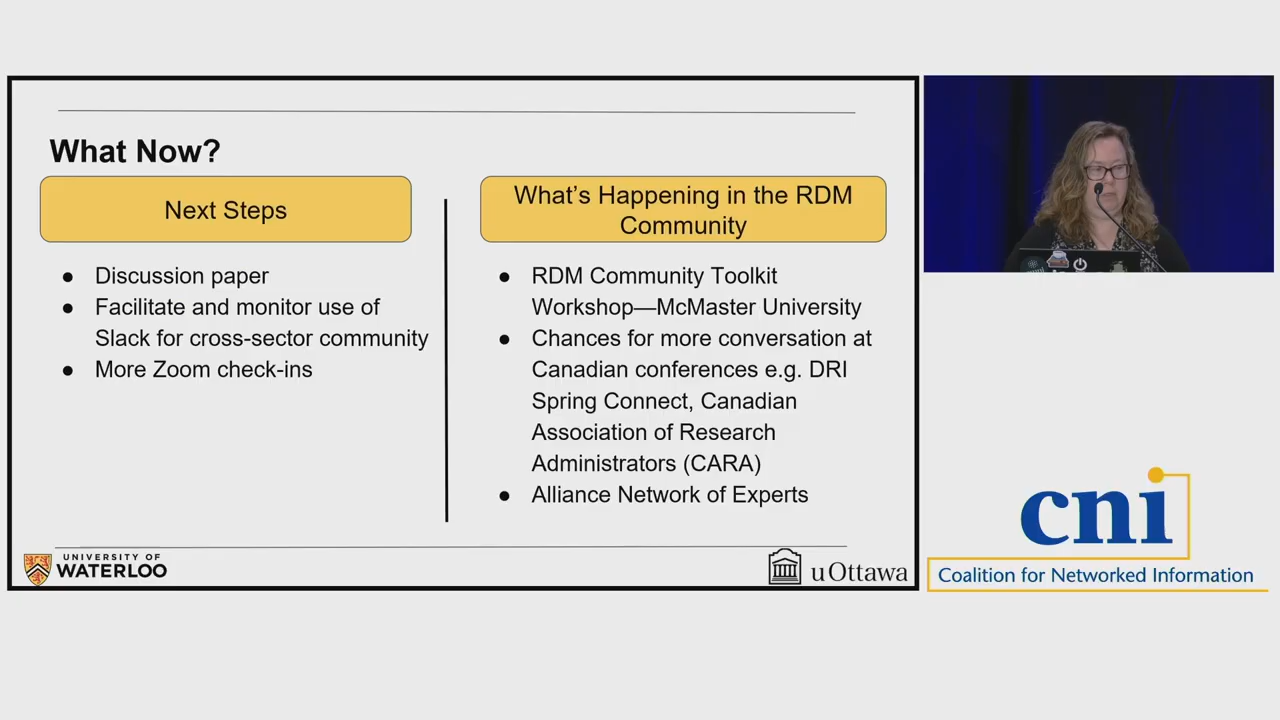 What Now?
Next Steps
● Discussion paper
● Facilitate and monitor use of
Slack for cross-sector community
● More Zoom check-ins
What's Happening in the RDM
Community
● RDM Community Toolkit
Workshop—McMaster University
● Chances for more conversation at
Canadian conferences e.g. DRI
Spring Connect, Canadian
Association of Research
Administrators (CARA)
● Alliance Network of Experts
UNIVERSITY OF
WATERLOO
uOttawa
cni
Coalition for Networked Information